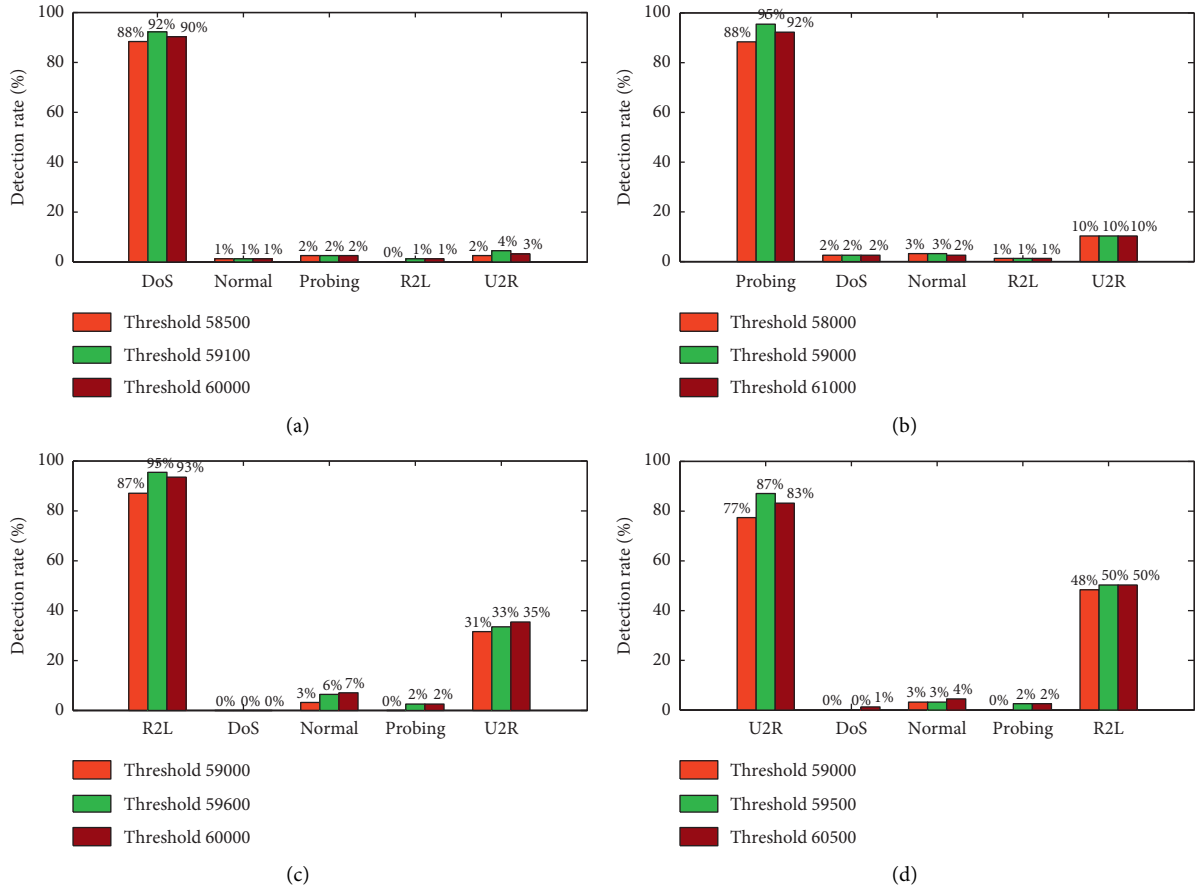 Detection rate (%)
100
80
60
40
20
0
88%
92%
90%
1% 1% 1%
2% 2% 2%
0% 1% 1%
2% 4% 3%
DoS Normal Probing R2L U2R
Threshold 58500
Threshold 59100
Threshold 60000
(a)
Detection rate (%)
100
80
60
40
20
0
88%
95%
92%
2% 2% 2%
3% 3% 2%
1% 1% 1%
10% 10% 10%
Probing DoS Normal R2L U2R
Threshold 58000
Threshold 59000
Threshold 61000
(b)
Detection rate (%)
100
80
60
40
20
0
87%
95%
93%
0% 0% 0%
3% 6% 7%
0% 2% 2%
31% 33% 35%
R2L DoS Normal Probing U2R
Threshold 59000
Threshold 59600
Threshold 60000
(c)
Detection rate (%)
100
80
60
40
20
0
77%
87%
83%
0% 0% 1%
3% 3% 4%
0% 2% 2%
48% 50% 50%
U2R DoS Normal Probing R2L
Threshold 59000
Threshold 59500
Threshold 60500
(d)